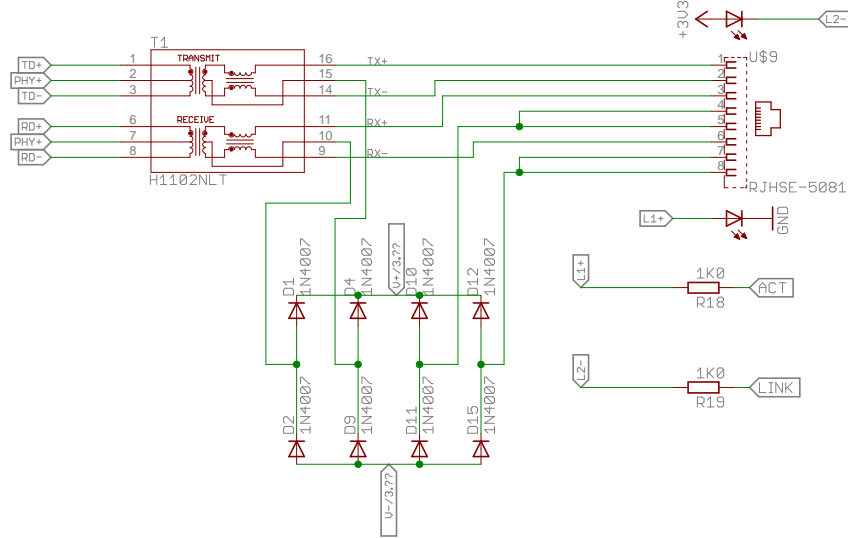 +3V3
L2-
T1
U$9
TD+
1
TRANSMIT
16
TX+
1
PHY+
2
15
2
TD-
3
14
TX-
3
4
RD+
6
RECEIVE
11
RX+
5
PHY+
7
10
6
RD-
8
9
RX-
7
8
H1102NLT
RJHSE-5081
L1+
GND
D1
1N4007
D4
1N4007
V+/3.??
D10
1N4007
D12
1N4007
L1+
1K0
ACT
R18
L2-
1K0
LINK
R19
D2
1N4007
D9
1N4007
D11
1N4007
D15
1N4007
V-/3.??